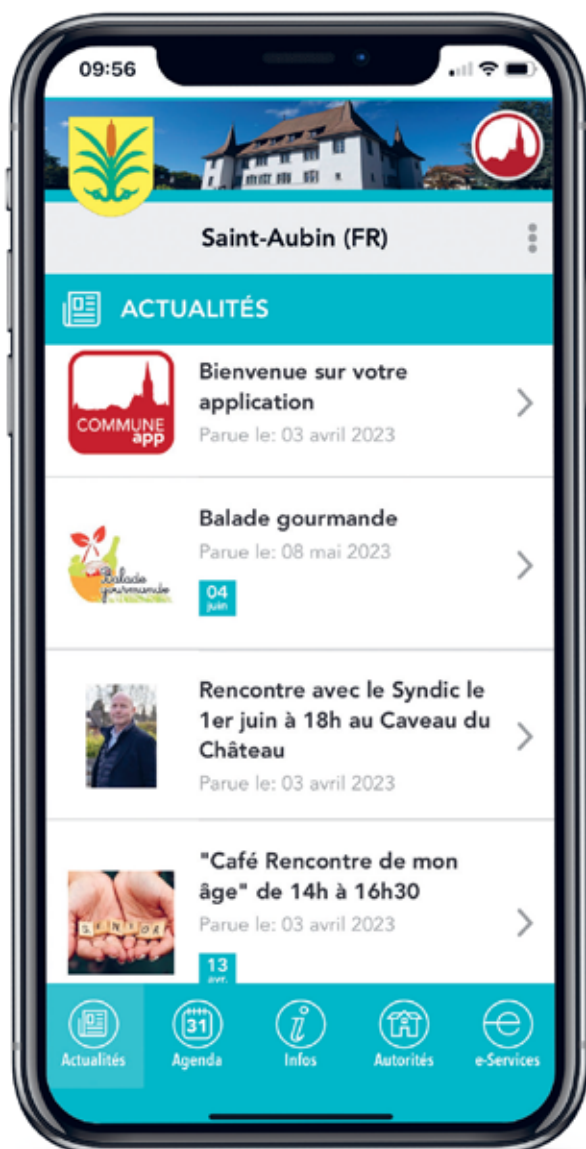 09:56
Saint-Aubin (FR)
ACTUALITÉS
COMMUNE
app
Bienvenue sur votre
application
Parue le: 03 avril 2023
Balade
gourmande
Balade gourmande
Parue le: 08 mai 2023
04
juin
Rencontre avec le Syndic le
1er juin à 18h au Caveau du
Château
Parue le: 03 avril 2023
SENIOR
"Café Rencontre de mon
âge" de 14h à 16h30
Parue le: 03 avril 2023
13
avr.
31
Actualités
Agenda
Infos
Autorités
e-Services